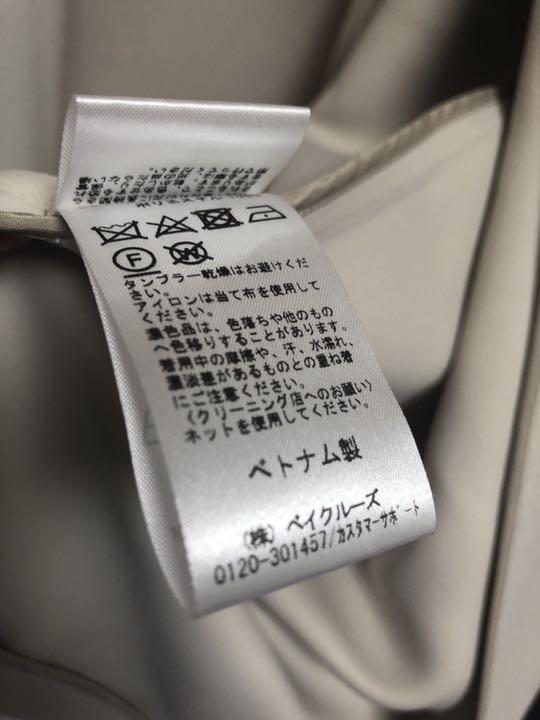 F
W
タンブラー乾燥はお避けくだ
さい。
アイロンは当て布を使用して
ください。
濃色品は、色落ちや他のもの
へ色移りすることがあります。
着用中の摩擦や、汗、水濡れ、
濃淡差があるものとの重ね着
にご注意ください。
〈クリーニング店へのお願い〉
ネットを使用してください。
ベトナム製
(株) ベイクルーズ
0120-301457/カスタマーサポート